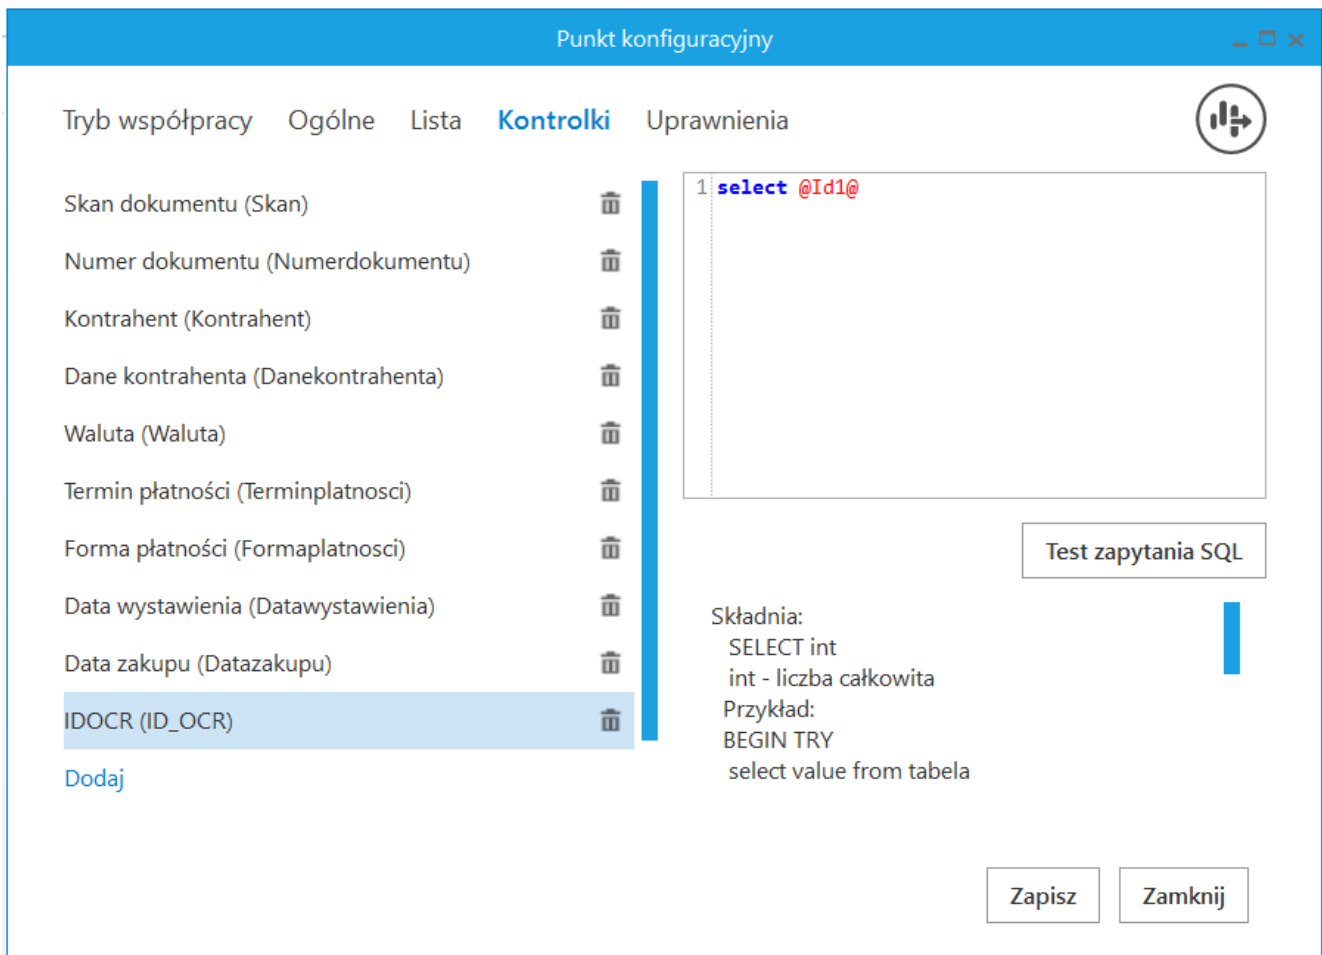 Punkt konfiguracyjny
Tryb współpracy Ogólne Lista Kontrolki Uprawnienia
Skan dokumentu (Skan)
Numer dokumentu (Numerdokumentu)
Kontrahent (Kontrahent)
Dane kontrahenta (Danekontrahenta)
Waluta (Waluta)
Termin płatności (Terminplatnosci)
Forma płatności (Formaplatnosci)
Data wystawienia (Datawystawienia)
Data zakupu (Datazakupu)
IDOCR (ID_OCR)
Dodaj
1 select @Id1@
Test zapytania SQL
Składnia:
SELECT int
int - liczba całkowita
Przykład:
BEGIN TRY
select value from tabela
Zapisz Zamknij